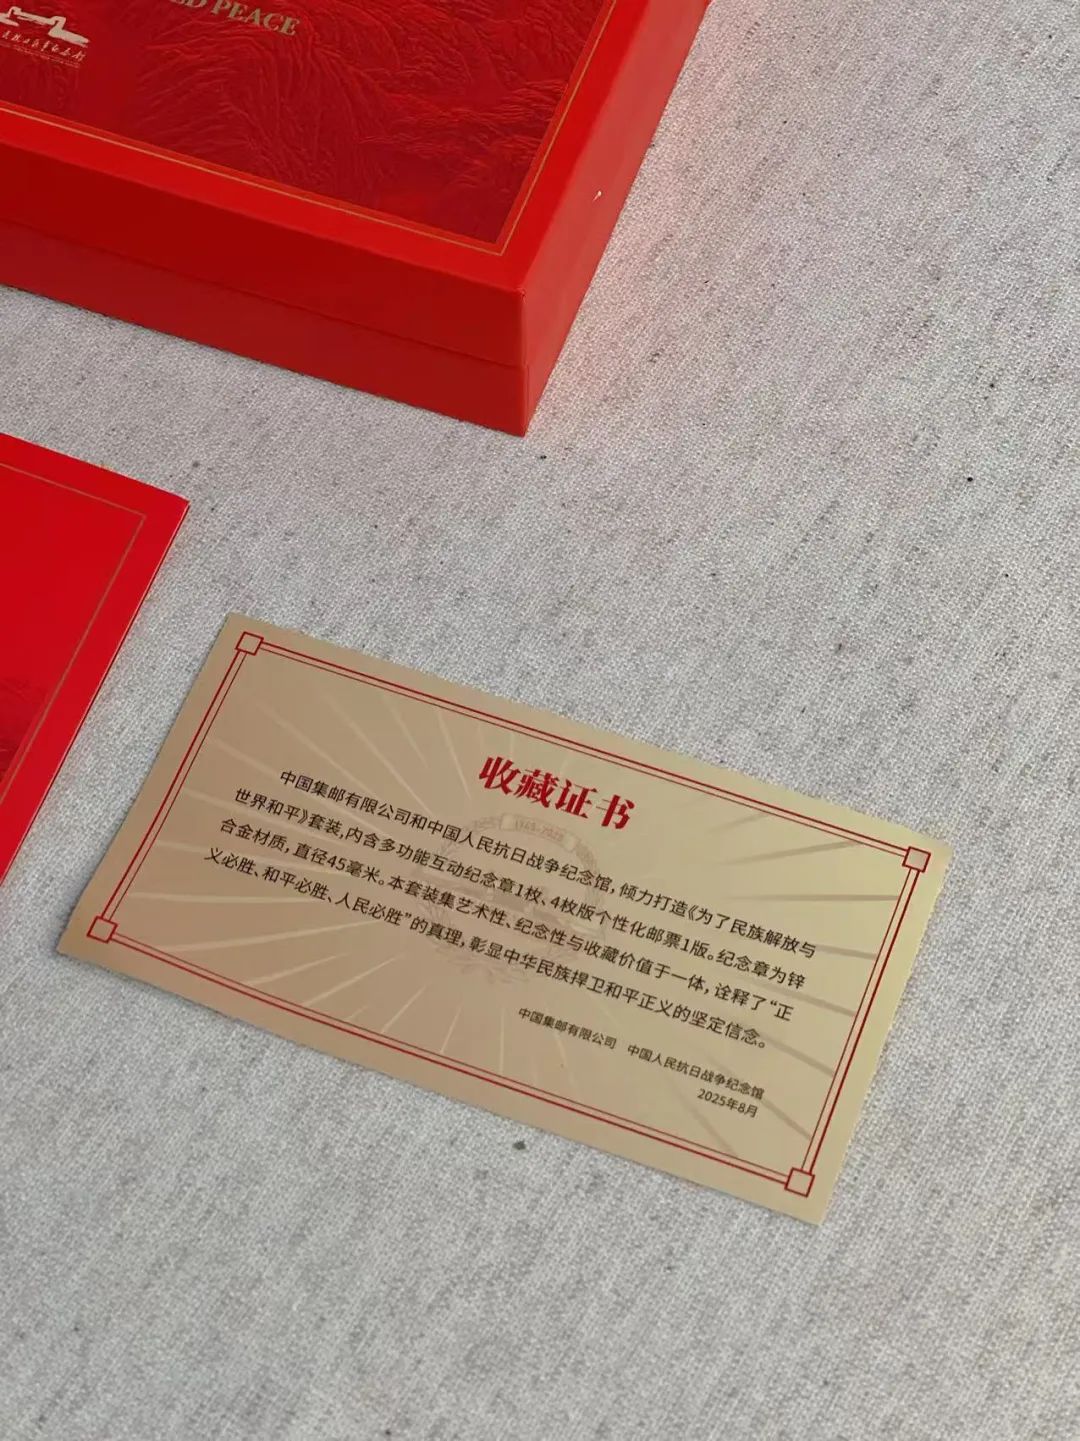 PEACE
收藏证书
中国集邮有限公司和中国人民抗日战争纪念馆，倾力打造《为了民族解放与
世界和平》套装，内含多功能互动纪念章1枚、4枚版个性化邮票1版。纪念章为锌
合金材质，直径45毫米。本套装集艺术性、纪念性与收藏价值于一体，诠释了“正
义必胜、和平必胜、人民必胜”的真理，彰显中华民族捍卫和平正义的坚定信念。
中国集邮有限公司 中国人民抗日战争纪念馆
2025年8月